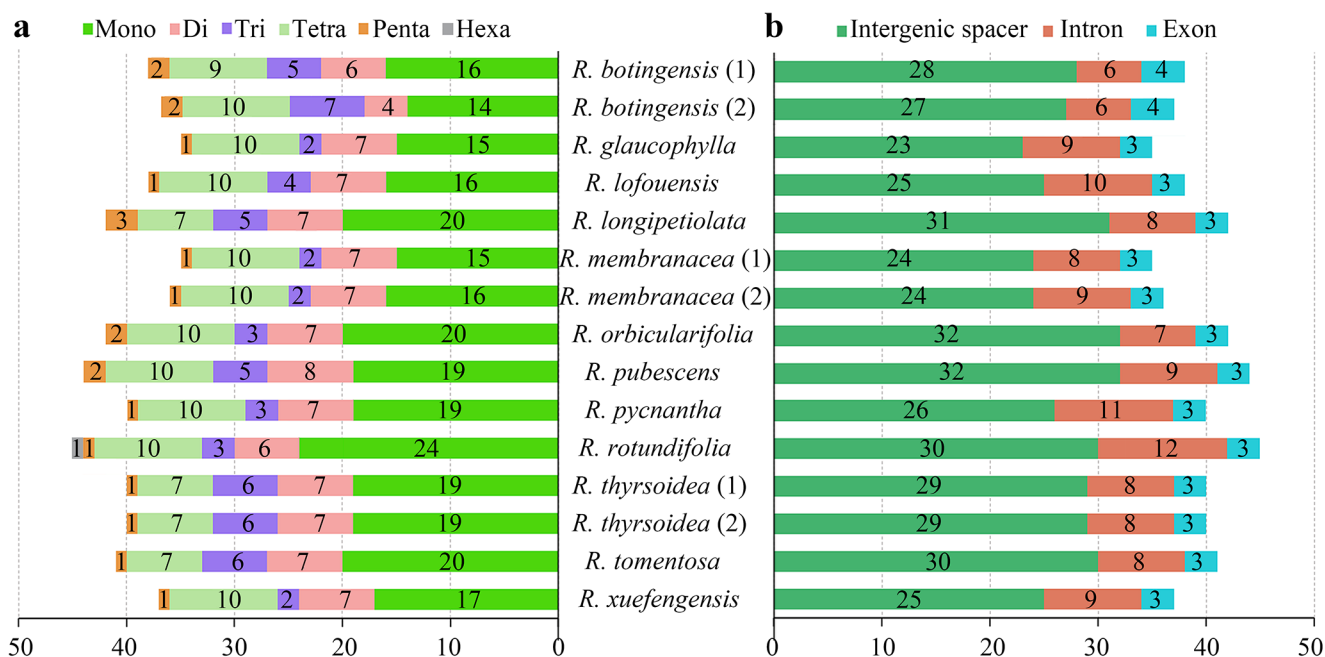 a Mono Di Tri Tetra Penta Hexa b Intergenic spacer Intron Exon
2 9 5 6 16 R. botingensis (1) 28 6 4
2 10 7 4 14 R. botingensis (2) 27 6 4
1 10 2 7 15 R. glaucophylla 23 9 3
1 10 4 7 16 R. lofouensis 25 10 3
3 7 5 7 20 R. longipetiolata 31 8 3
1 10 2 7 15 R. membranacea (1) 24 8 3
1 10 2 7 16 R. membranacea (2) 24 9 3
2 10 3 7 20 R. orbicularifolia 32 7 3
2 10 5 8 19 R. pubescens 32 9 3
1 10 3 7 19 R. pycnantha 26 11 3
1 1 10 3 6 24 R. rotundifolia 30 12 3
1 7 6 7 19 R. thyrsoidea (1) 29 8 3
1 7 6 7 19 R. thyrsoidea (2) 29 8 3
1 7 6 7 20 R. tomentosa 30 8 3
1 10 2 7 17 R. xuefengensis 25 9 3
50 40 30 20 10 0 0 10 20 30 40 50